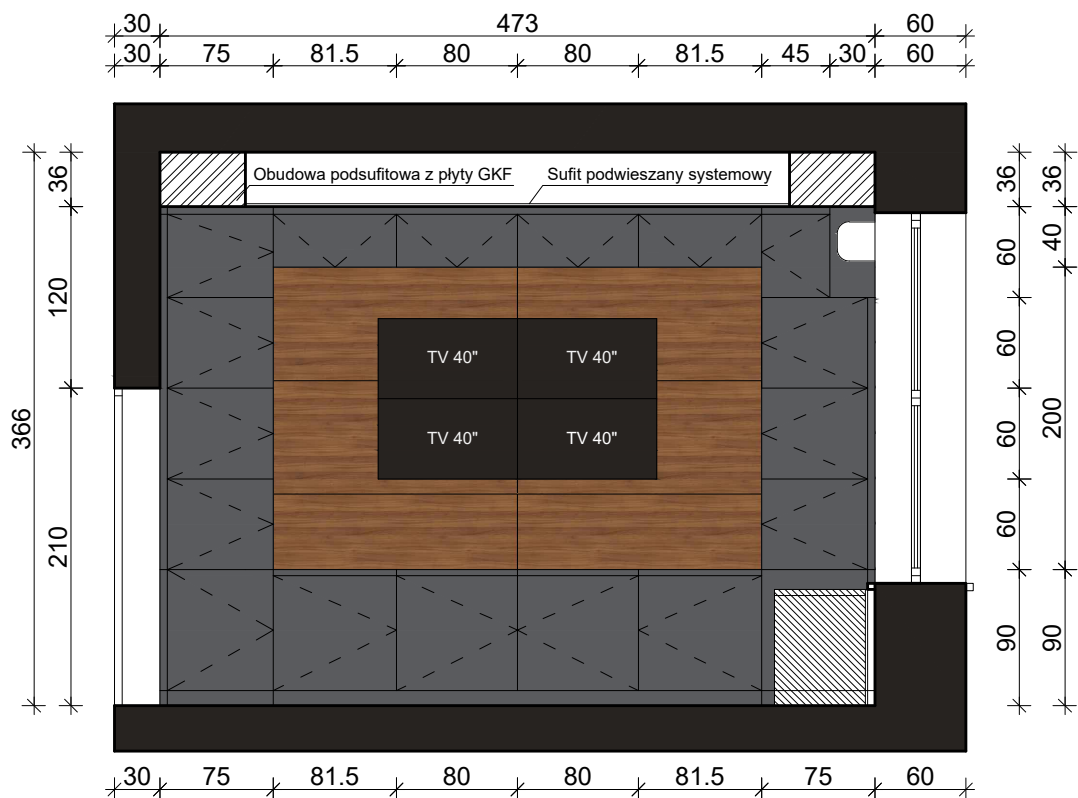 30 473 60
30 75 81.5 80 80 81.5 45 30 60
Obudowa podsufitowa z płyty GKF Sufit podwieszany systemowy
36 36 36
120 60 40
TV 40" TV 40"
60
366 TV 40" TV 40" 60 200
210 60
90 90
30 75 81.5 80 80 81.5 75 60